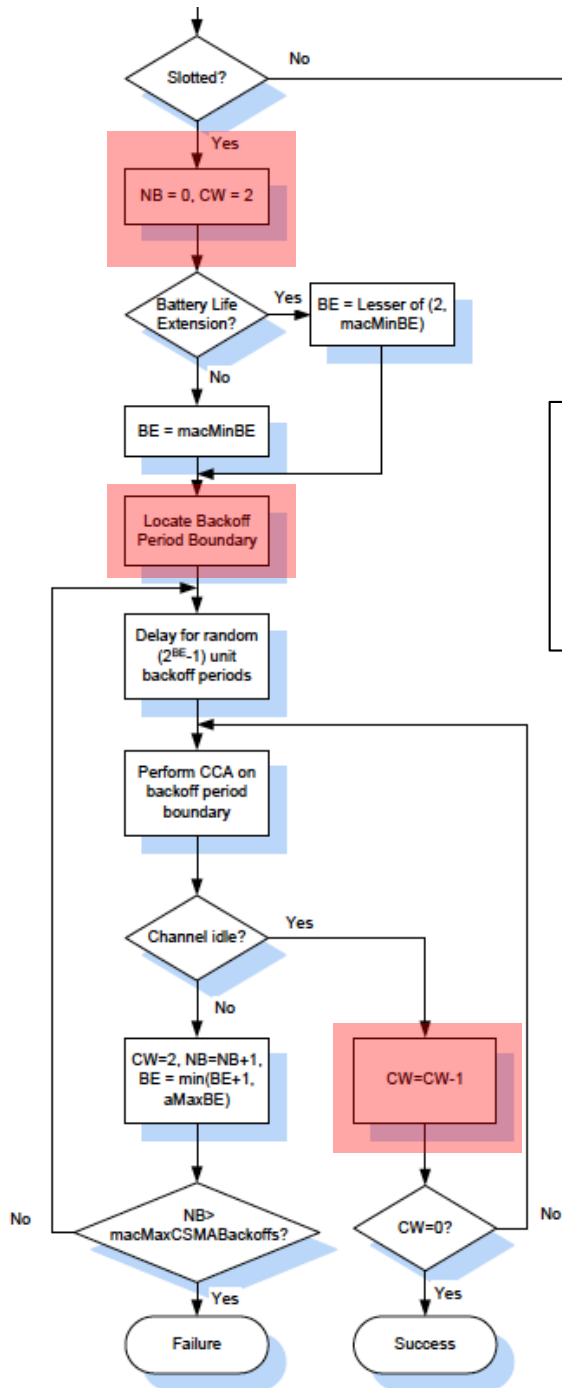 Slotted?
No
Yes
NB = 0, CW = 2
Battery Life
Extension?
Yes
BE = Lesser of (2,
macMinBE)
No
BE = macMinBE
Locate Backoff
Period Boundary
Delay for random
(2^BE-1) unit
backoff periods
Perform CCA on
backoff period
boundary
Channel idle?
Yes
No
CW=2, NB=NB+1,
BE = min(BE+1,
aMaxBE)
CW=CW-1
No
NB>
macMaxCSMABackoffs?
CW=0?
No
Yes
Yes
Failure
Success